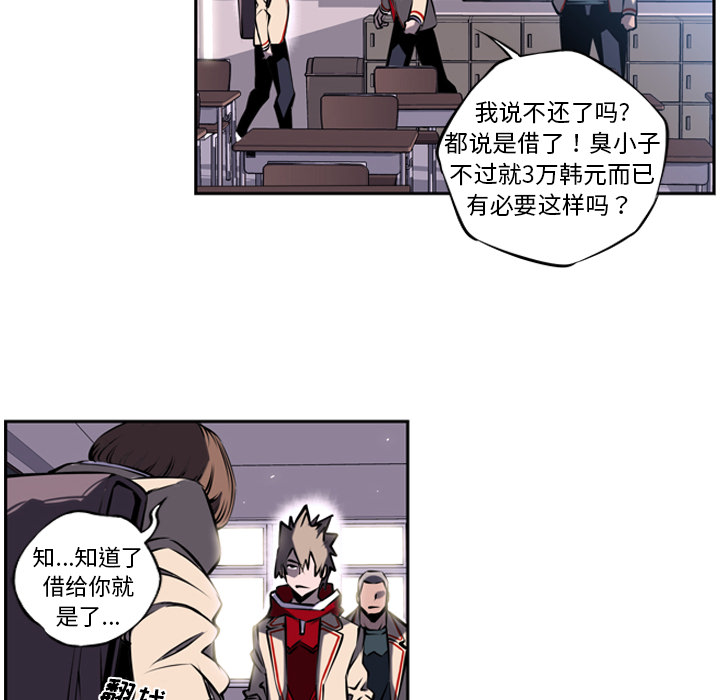 我说不还了吗?
都说是借了！臭小子
不过就3万韩元而已
有必要这样吗？
知...知道了
借给你就
是了...
翻找